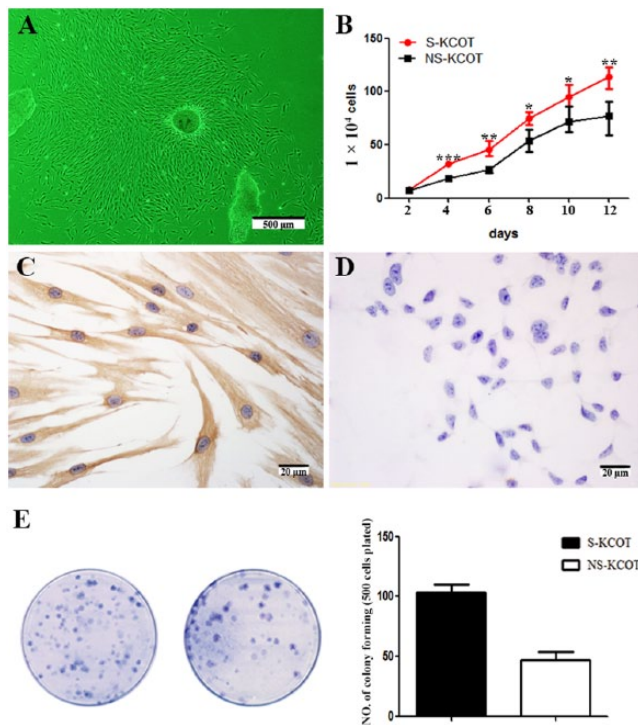 A
500 µm
B
S-KCOT
NS-KCOT
1 × 10⁴ cells
150
100
50
0
***
**
*
*
**
2 4 6 8 10 12
days
C
20 µm
D
20 µm
E
NO. of colony forming (500 cells plated)
150
100
50
0
S-KCOT
NS-KCOT